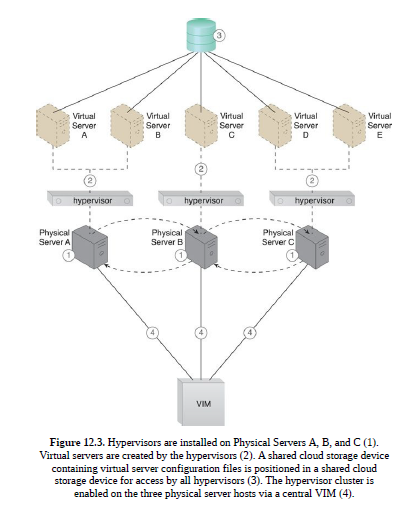 3
Virtual
Server
A
Virtual
Server
B
Virtual
Server
C
Virtual
Server
D
Virtual
Server
E
2
2
2
hypervisor
hypervisor
hypervisor
Physical
Server A
Physical
Server B
Physical
Server C
1
1
1
4
4
4
VIM
Figure 12.3. Hypervisors are installed on Physical Servers A, B, and C (1).
Virtual servers are created by the hypervisors (2). A shared cloud storage device
containing virtual server configuration files is positioned in a shared cloud
storage device for access by all hypervisors (3). The hypervisor cluster is
enabled on the three physical server hosts via a central VIM (4).